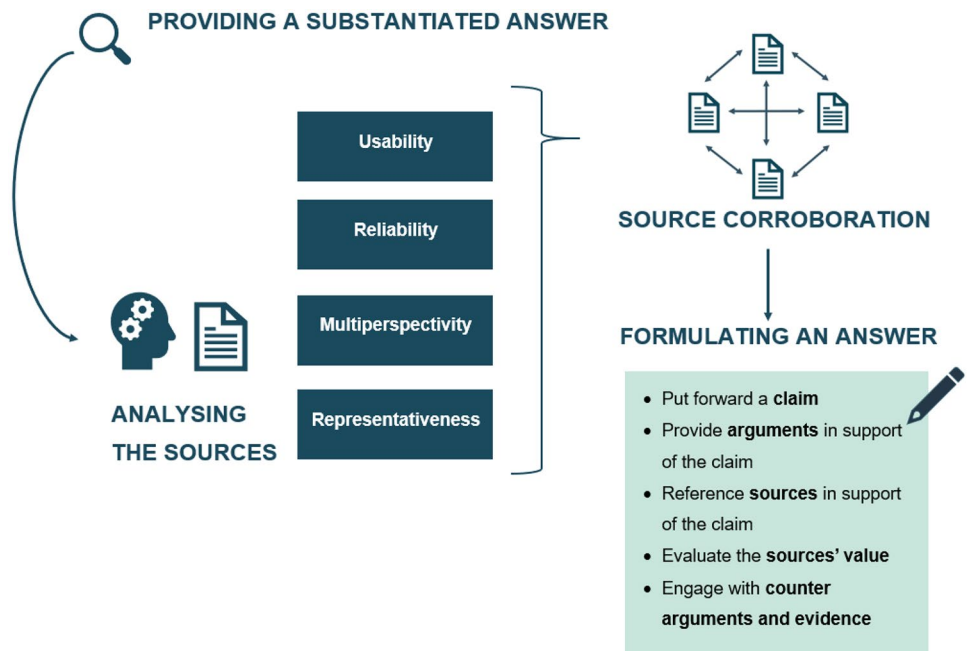 PROVIDING A SUBSTANTIATED ANSWER
Usability
Reliability
Multiperspectivity
Representativeness
ANALYSING
THE SOURCES
SOURCE CORROBORATION
FORMULATING AN ANSWER
• Put forward a claim
• Provide arguments in support
of the claim
• Reference sources in support
of the claim
• Evaluate the sources’ value
• Engage with counter
arguments and evidence